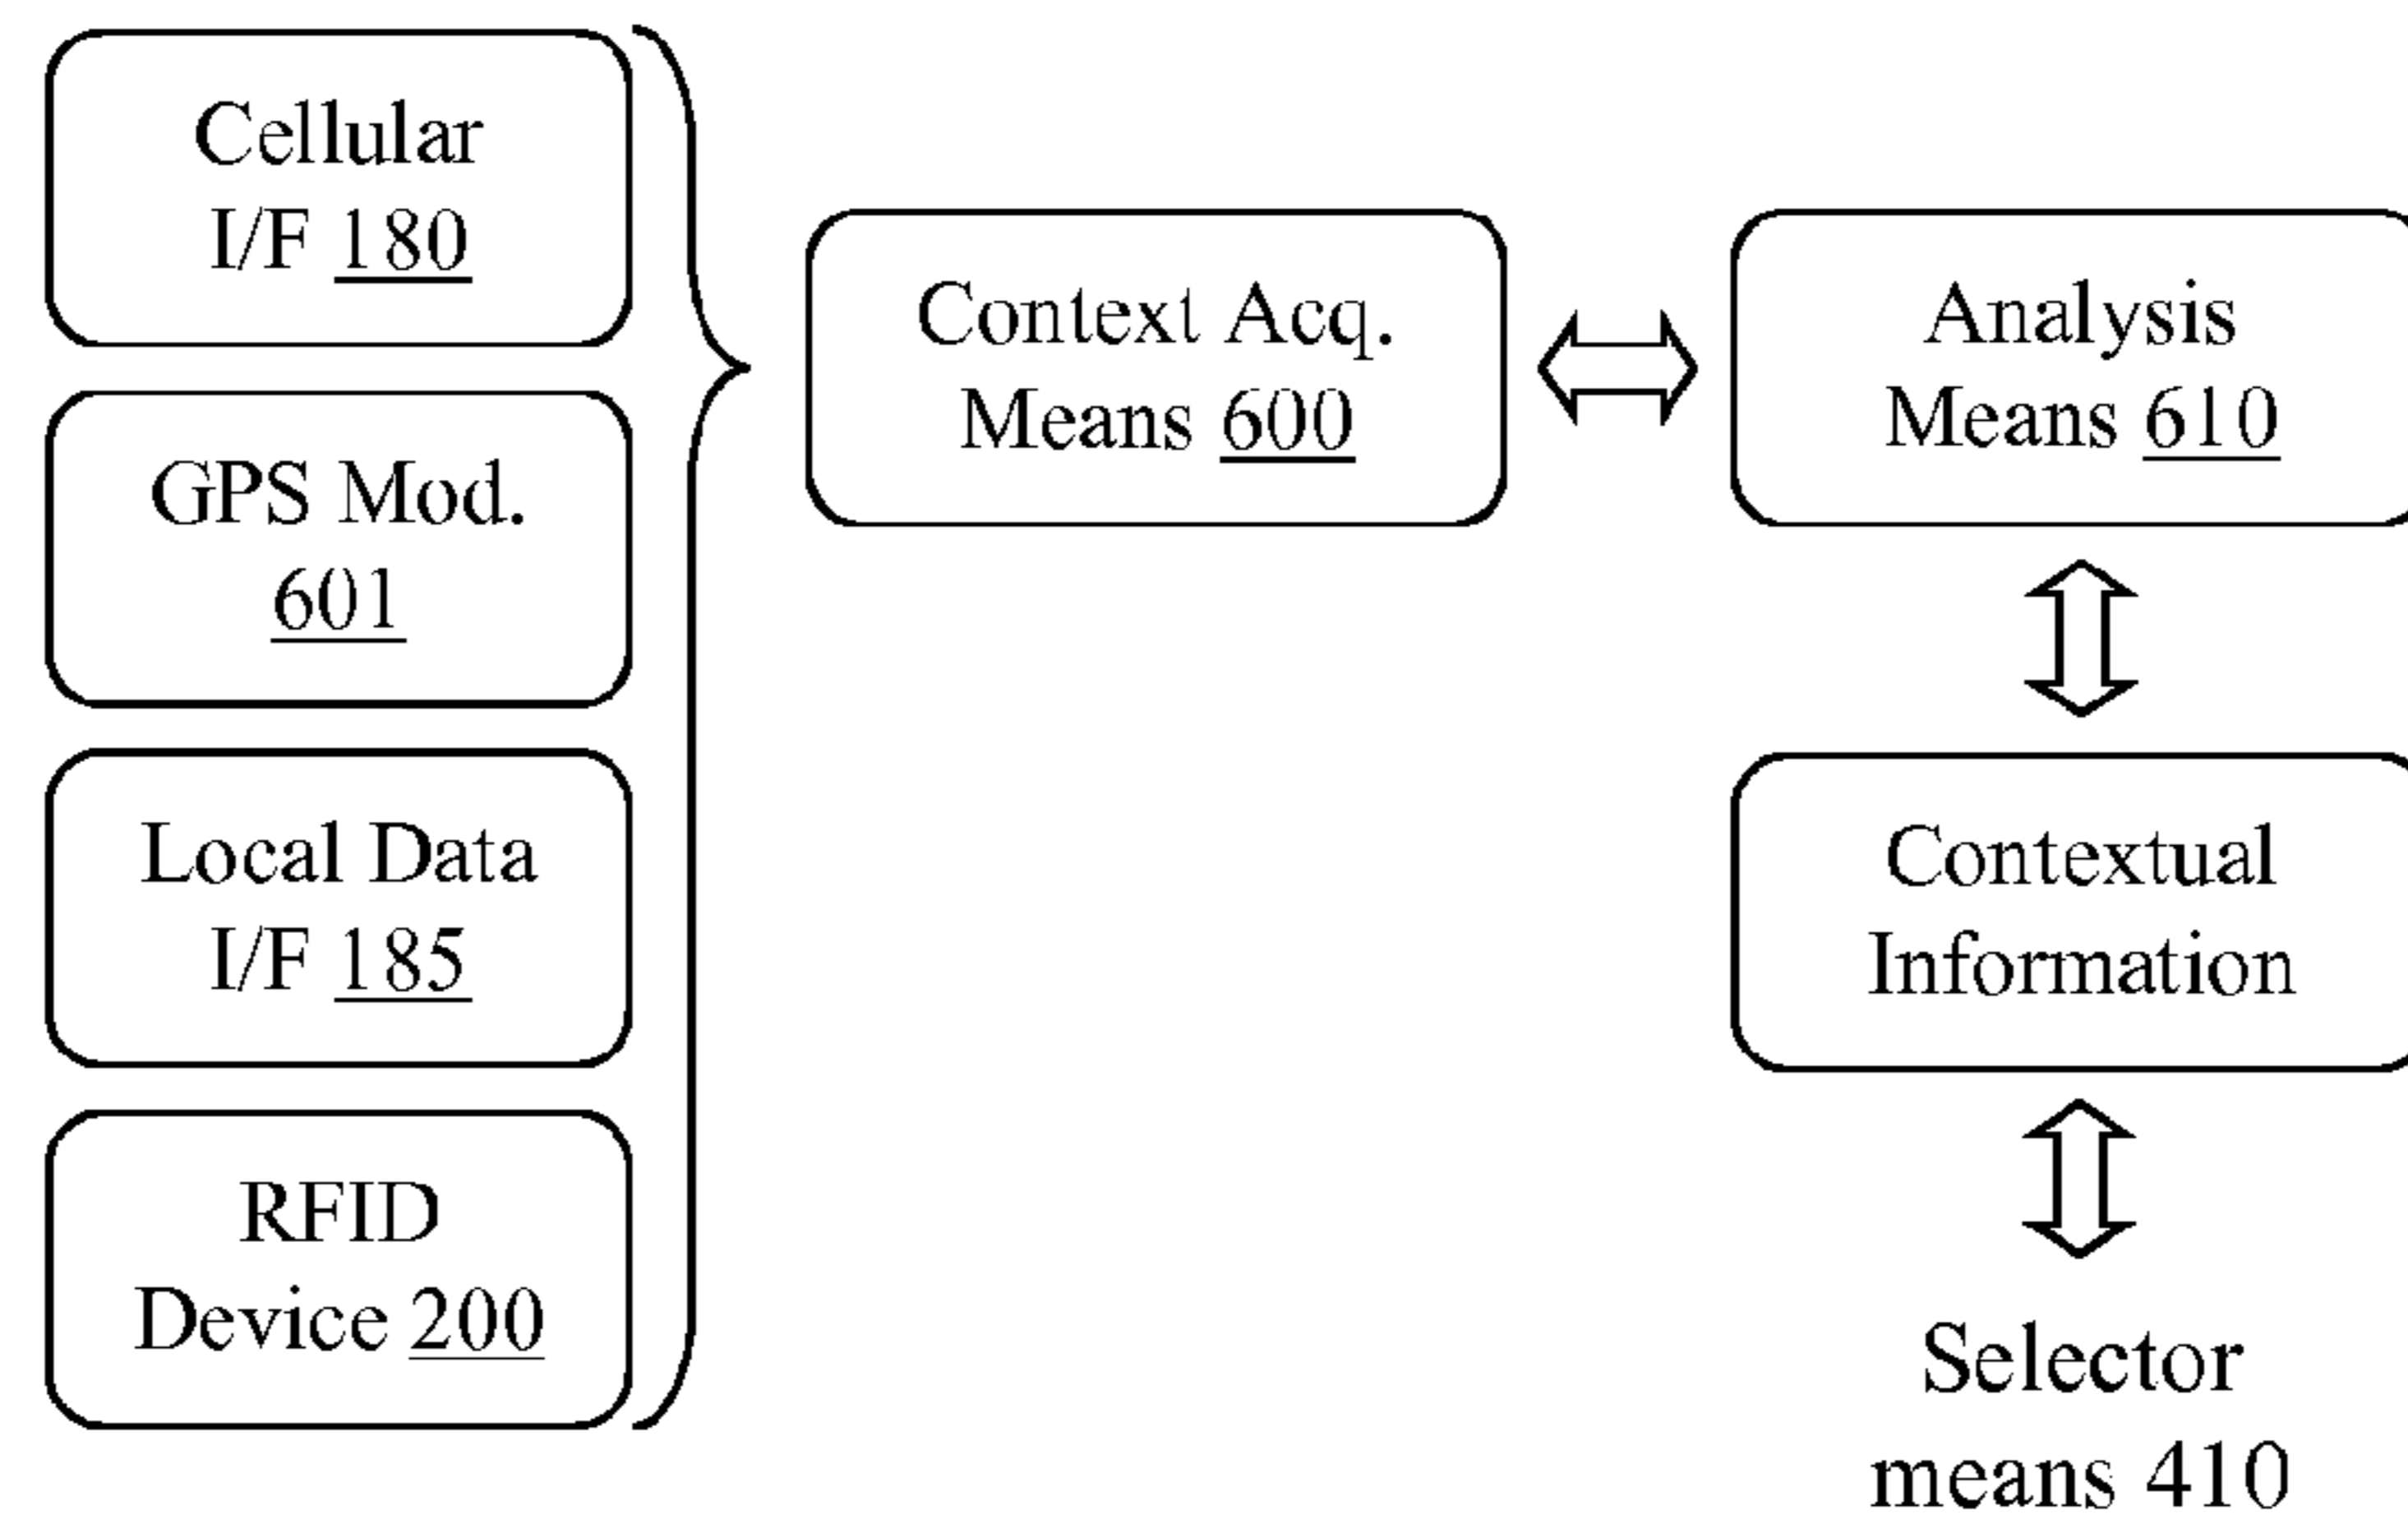 Cellular
I/F 180
GPS Mod.
601
Local Data
I/F 185
RFID
Device 200
Context Acq.
Means 600
Analysis
Means 610
Contextual
Information
Selector
means 410